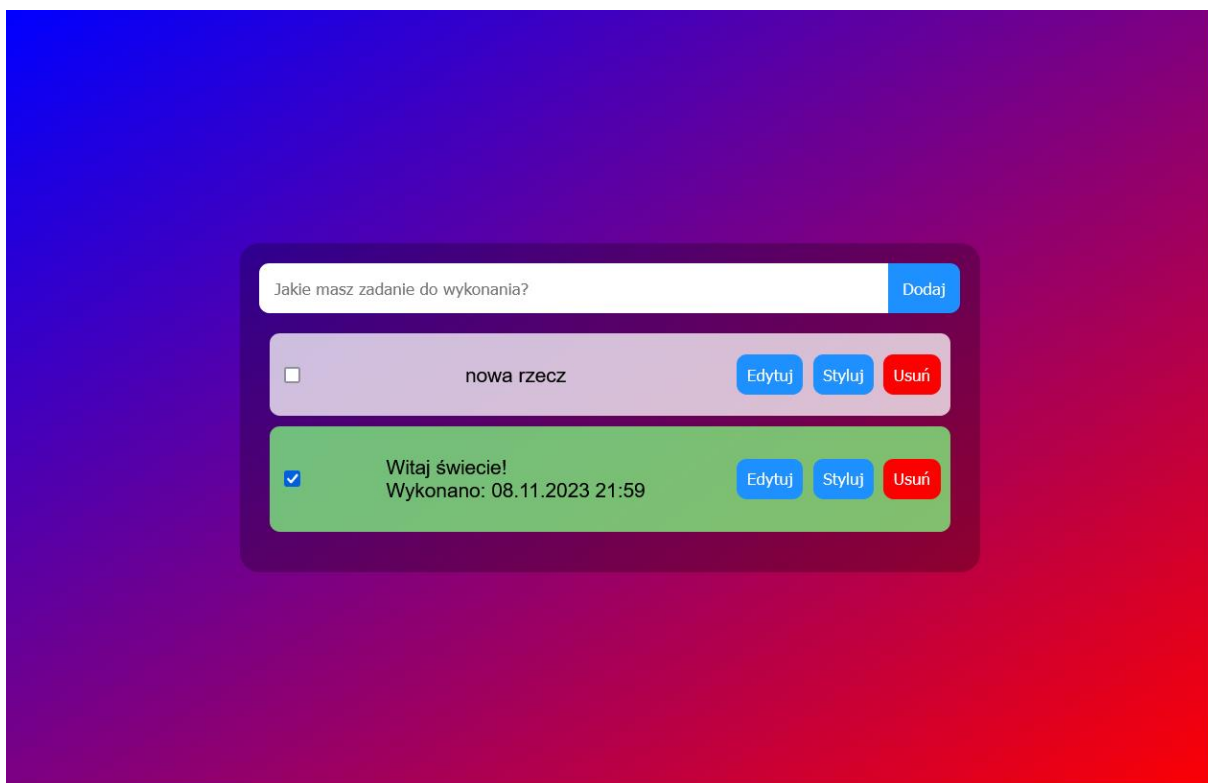 Jakie masz zadanie do wykonania?
Dodaj
nowa rzecz
Edytuj
Styluj
Usuń
Witaj świecie!
Wykonano: 08.11.2023 21:59
Edytuj
Styluj
Usuń